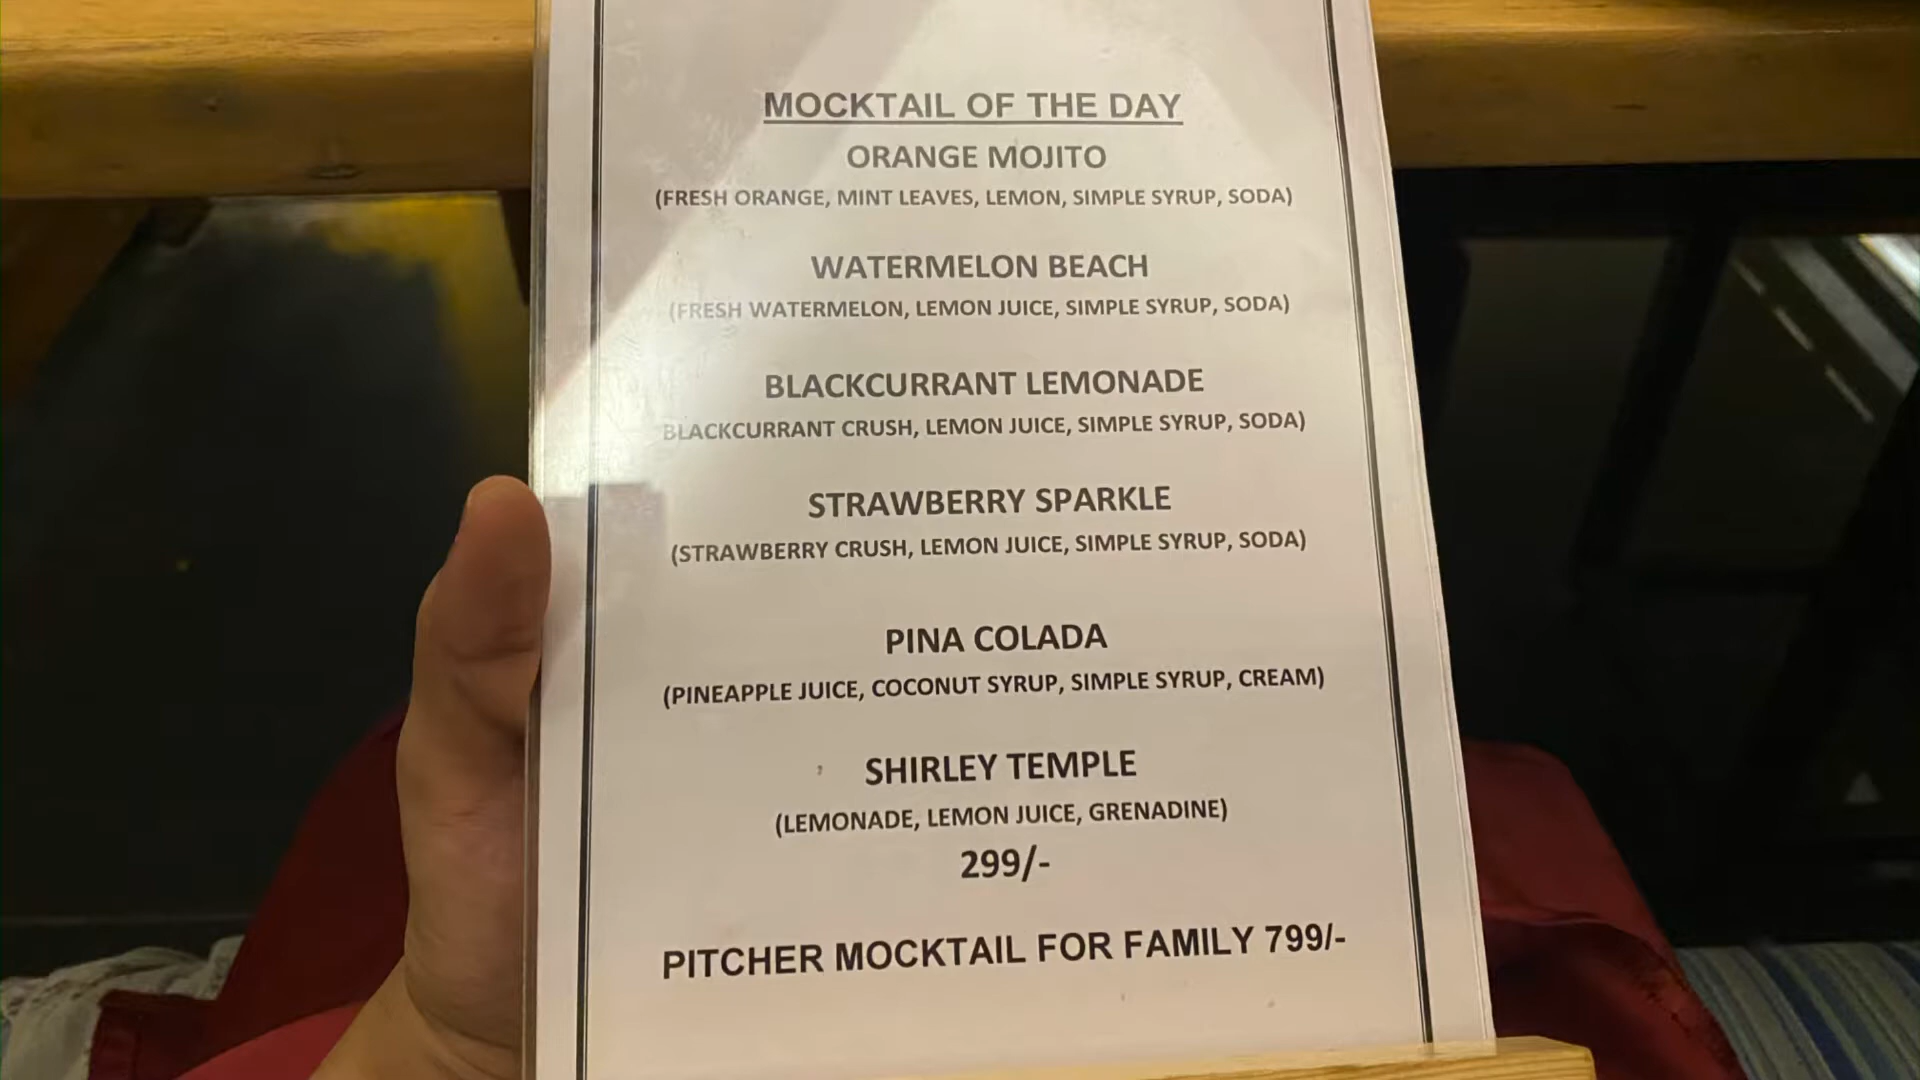 MOCKTAIL OF THE DAY
ORANGE MOJITO
(FRESH ORANGE, MINT LEAVES, LEMON, SIMPLE SYRUP, SODA)
WATERMELON BEACH
(FRESH WATERMELON, LEMON JUICE, SIMPLE SYRUP, SODA)
BLACKCURRANT LEMONADE
BLACKCURRANT CRUSH, LEMON JUICE, SIMPLE SYRUP, SODA)
STRAWBERRY SPARKLE
(STRAWBERRY CRUSH, LEMON JUICE, SIMPLE SYRUP, SODA)
PINA COLADA
(PINEAPPLE JUICE, COCONUT SYRUP, SIMPLE SYRUP, CREAM)
SHIRLEY TEMPLE
(LEMONADE, LEMON JUICE, GRENADINE)
299/-
PITCHER MOCKTAIL FOR FAMILY 799/-